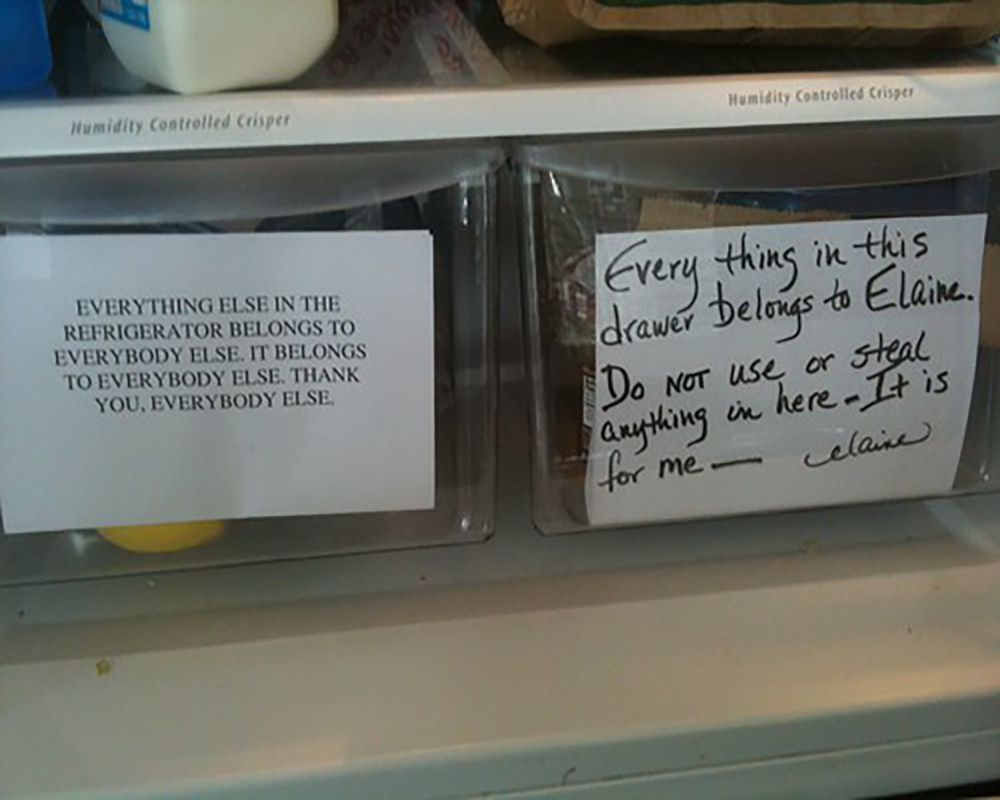 Humidity Controlled Crisper
Humidity Controlled Crisper
EVERYTHING ELSE IN THE
REFRIGERATOR BELONGS TO
EVERYBODY ELSE. IT BELONGS
TO EVERYBODY ELSE. THANK
YOU, EVERYBODY ELSE.
Every thing in this
drawer belongs to Elaine.
Do NOT use or steal
anything in here - It is
for me — elaine